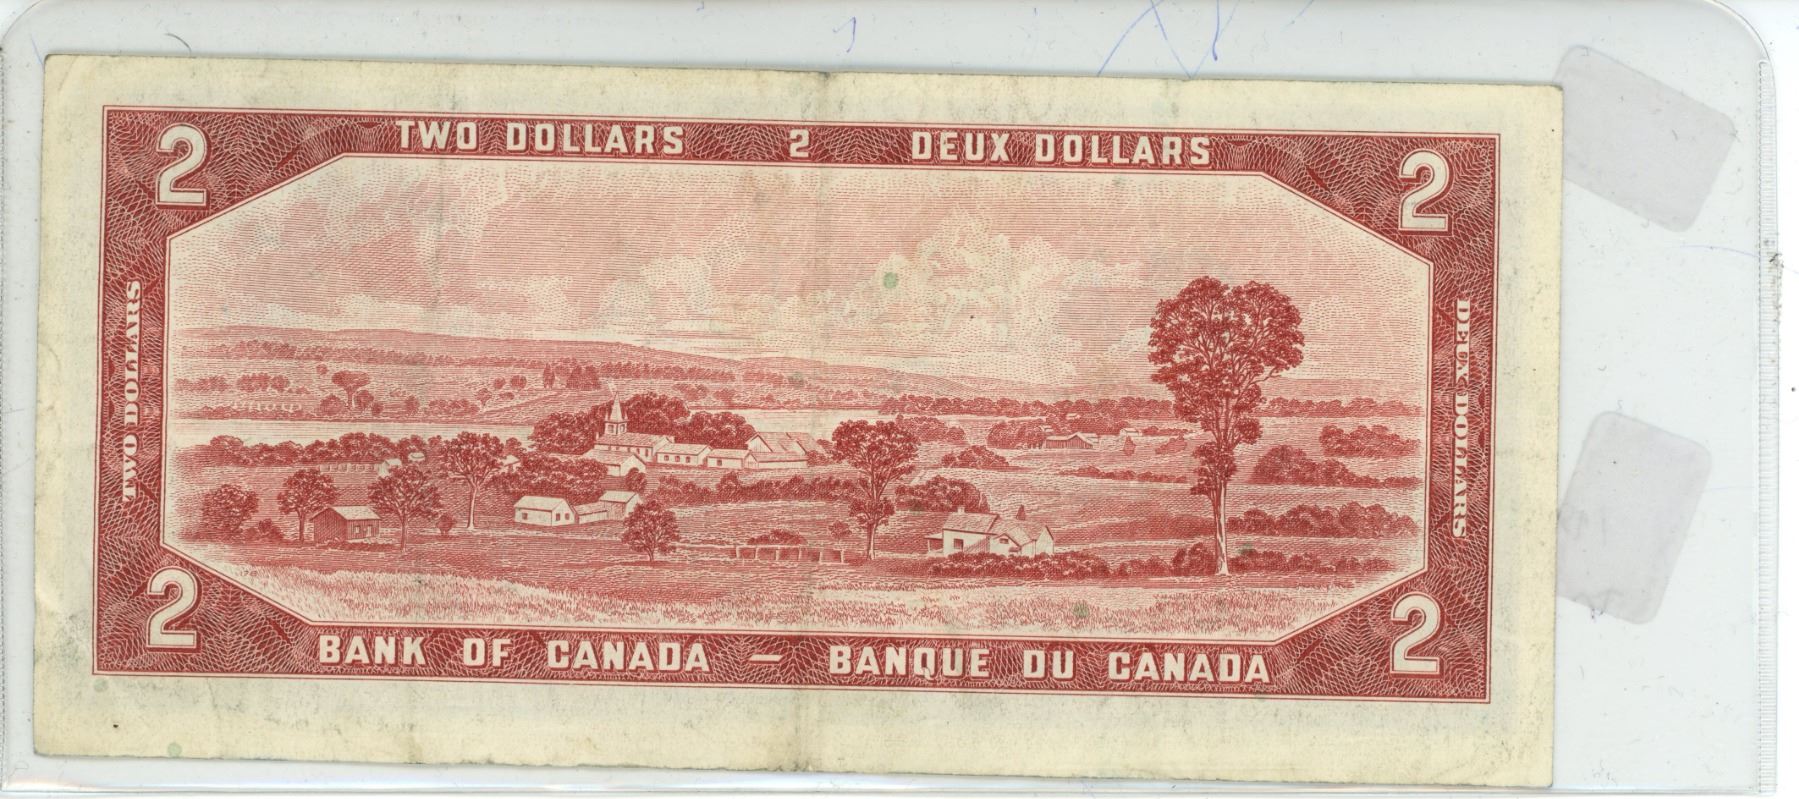 TWO DOLLARS 2 DEUX DOLLARS
2 2
TWO DOLLARS
DEUX DOLLARS
2 2
BANK OF CANADA — BANQUE DU CANADA